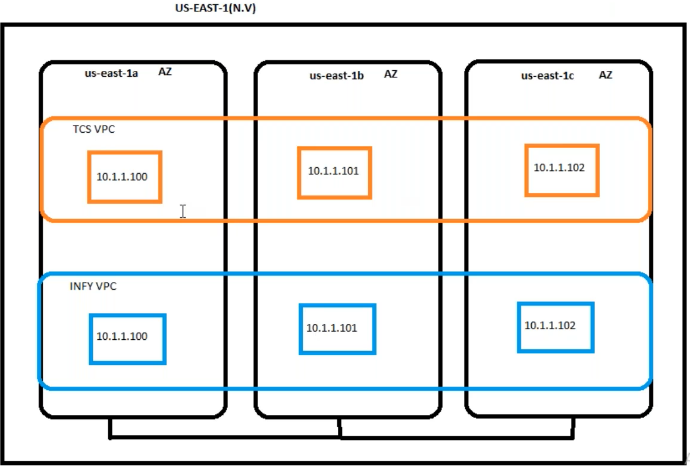 US-EAST-1(N.V)
us-east-1a AZ
us-east-1b AZ
us-east-1c AZ
TCS VPC
10.1.1.100
10.1.1.101
10.1.1.102
INFY VPC
10.1.1.100
10.1.1.101
10.1.1.102